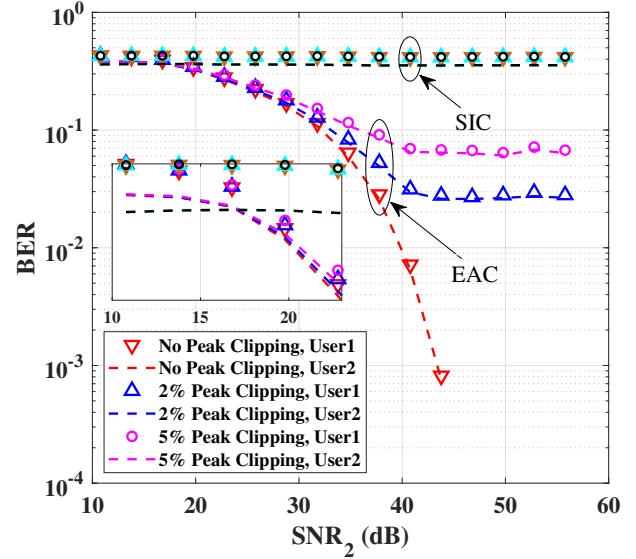 10^0
10^-1
10^-2
10^-3
10^-4
BER
SIC
EAC
10 15 20
No Peak Clipping, User1
No Peak Clipping, User2
2% Peak Clipping, User1
2% Peak Clipping, User2
5% Peak Clipping, User1
5% Peak Clipping, User2
10 20 30 40 50 60
SNR_2 (dB)